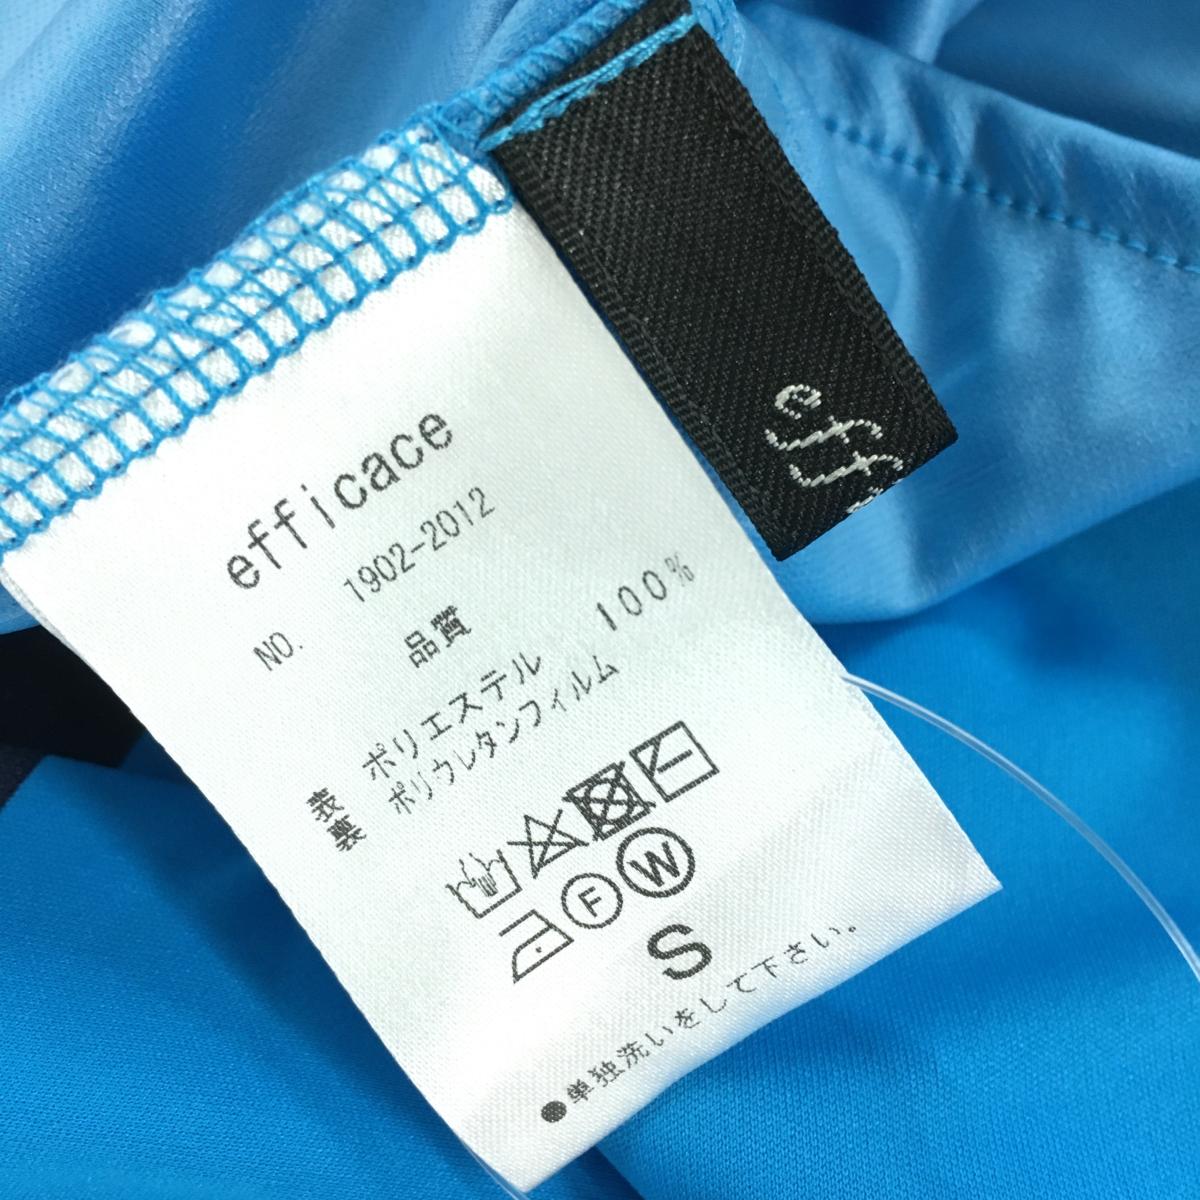 efficace
NO. 1902-2012
品質
表 ポリエステル 100%
裏 ポリウレタンフィルム
F W
S
●単独洗いをして下さい。
eff